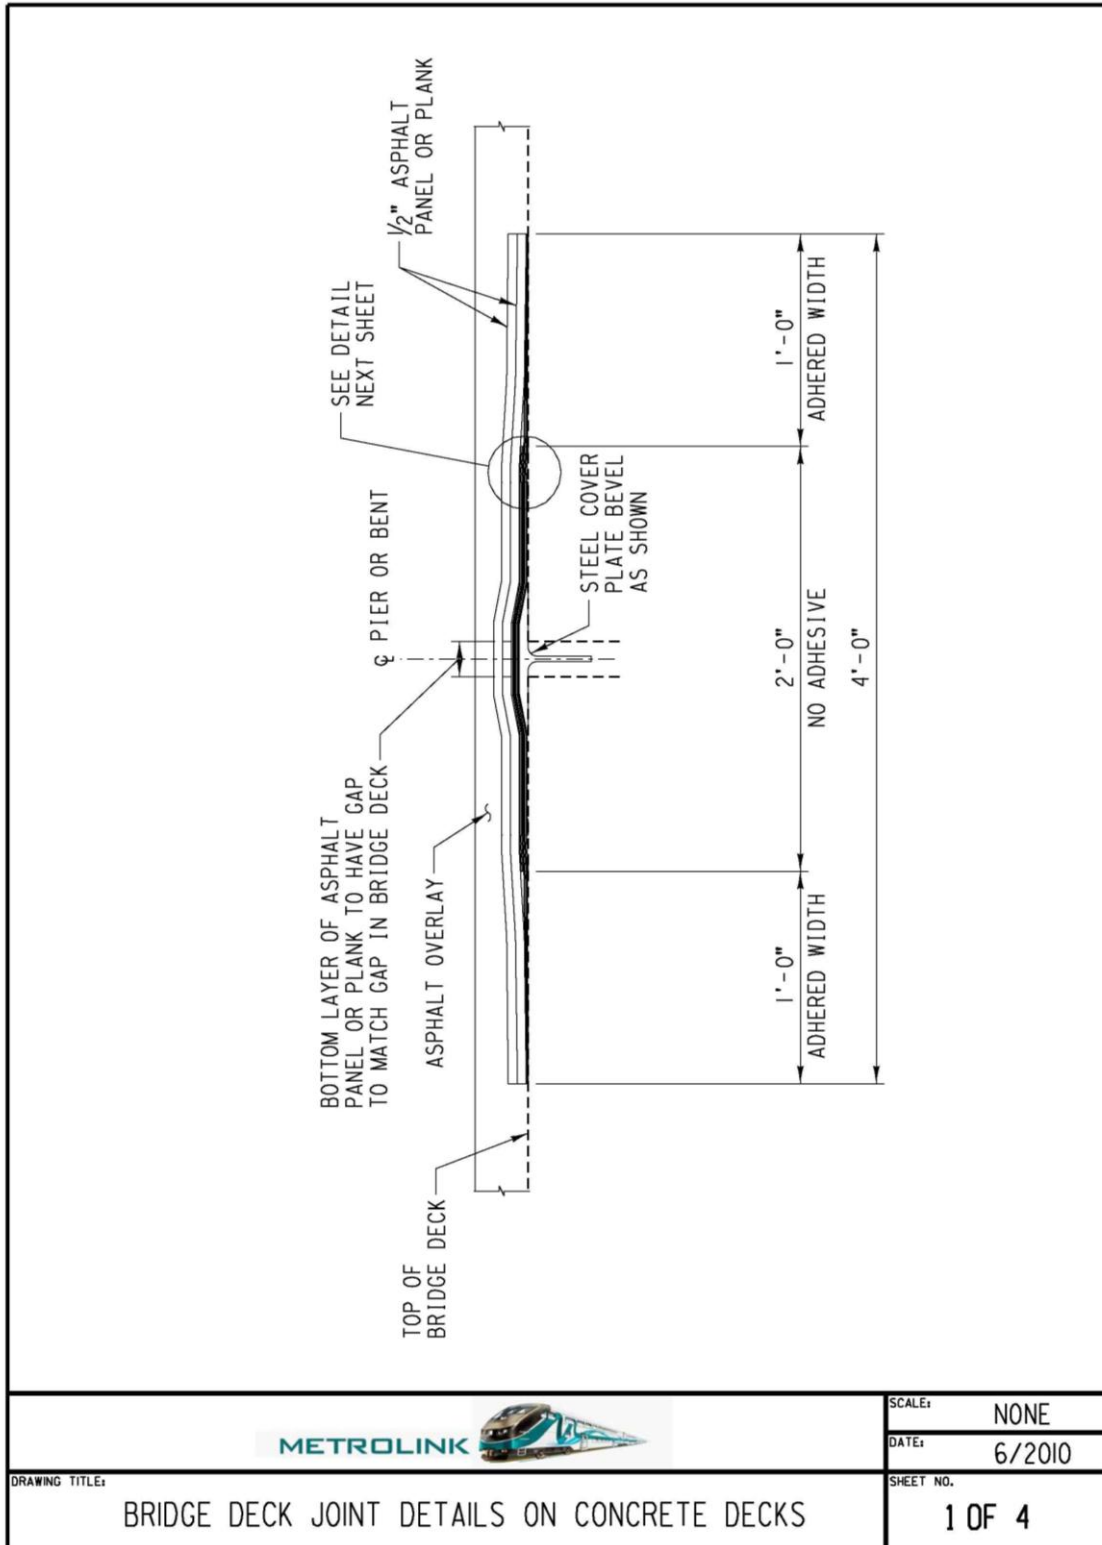 1/2" ASPHALT
PANEL OR PLANK
SEE DETAIL
NEXT SHEET
℄ PIER OR BENT
BOTTOM LAYER OF ASPHALT
PANEL OR PLANK TO HAVE GAP
TO MATCH GAP IN BRIDGE DECK
ASPHALT OVERLAY
TOP OF
BRIDGE DECK
STEEL COVER
PLATE BEVEL
AS SHOWN
1'-0"
ADHERED WIDTH
2'-0"
NO ADHESIVE
1'-0"
ADHERED WIDTH
4'-0"
METROLINK
SCALE: NONE
DATE: 6/2010
DRAWING TITLE:
BRIDGE DECK JOINT DETAILS ON CONCRETE DECKS
SHEET NO.
1 OF 4